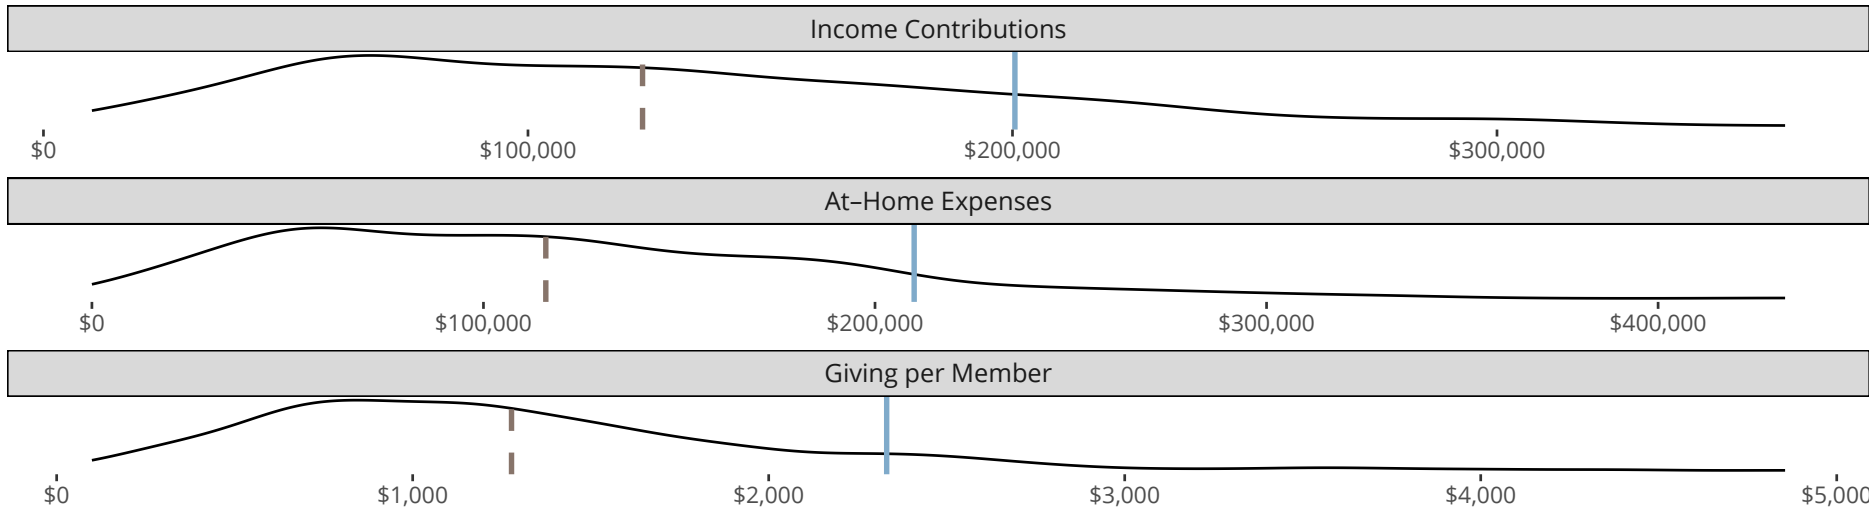 Income Contributions
$0 $100,000 $200,000 $300,000
At–Home Expenses
$0 $100,000 $200,000 $300,000 $400,000
Giving per Member
$0 $1,000 $2,000 $3,000 $4,000 $5,000